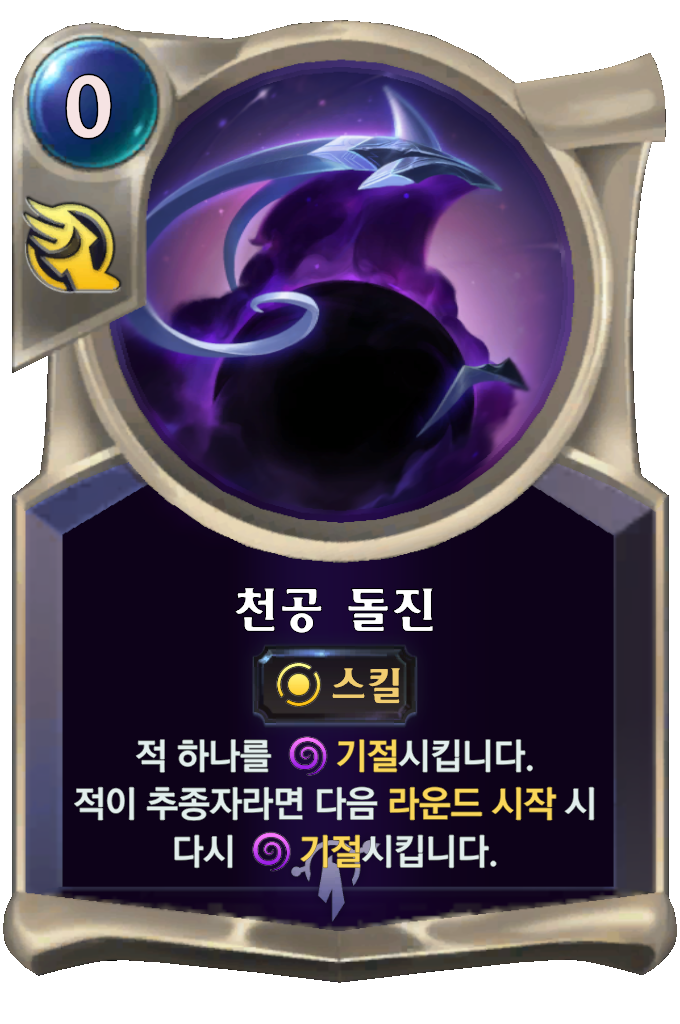 0
천공 돌진
스킬
적 하나를 기절시킵니다.
적이 추종자라면 다음 라운드 시작 시
다시 기절시킵니다.